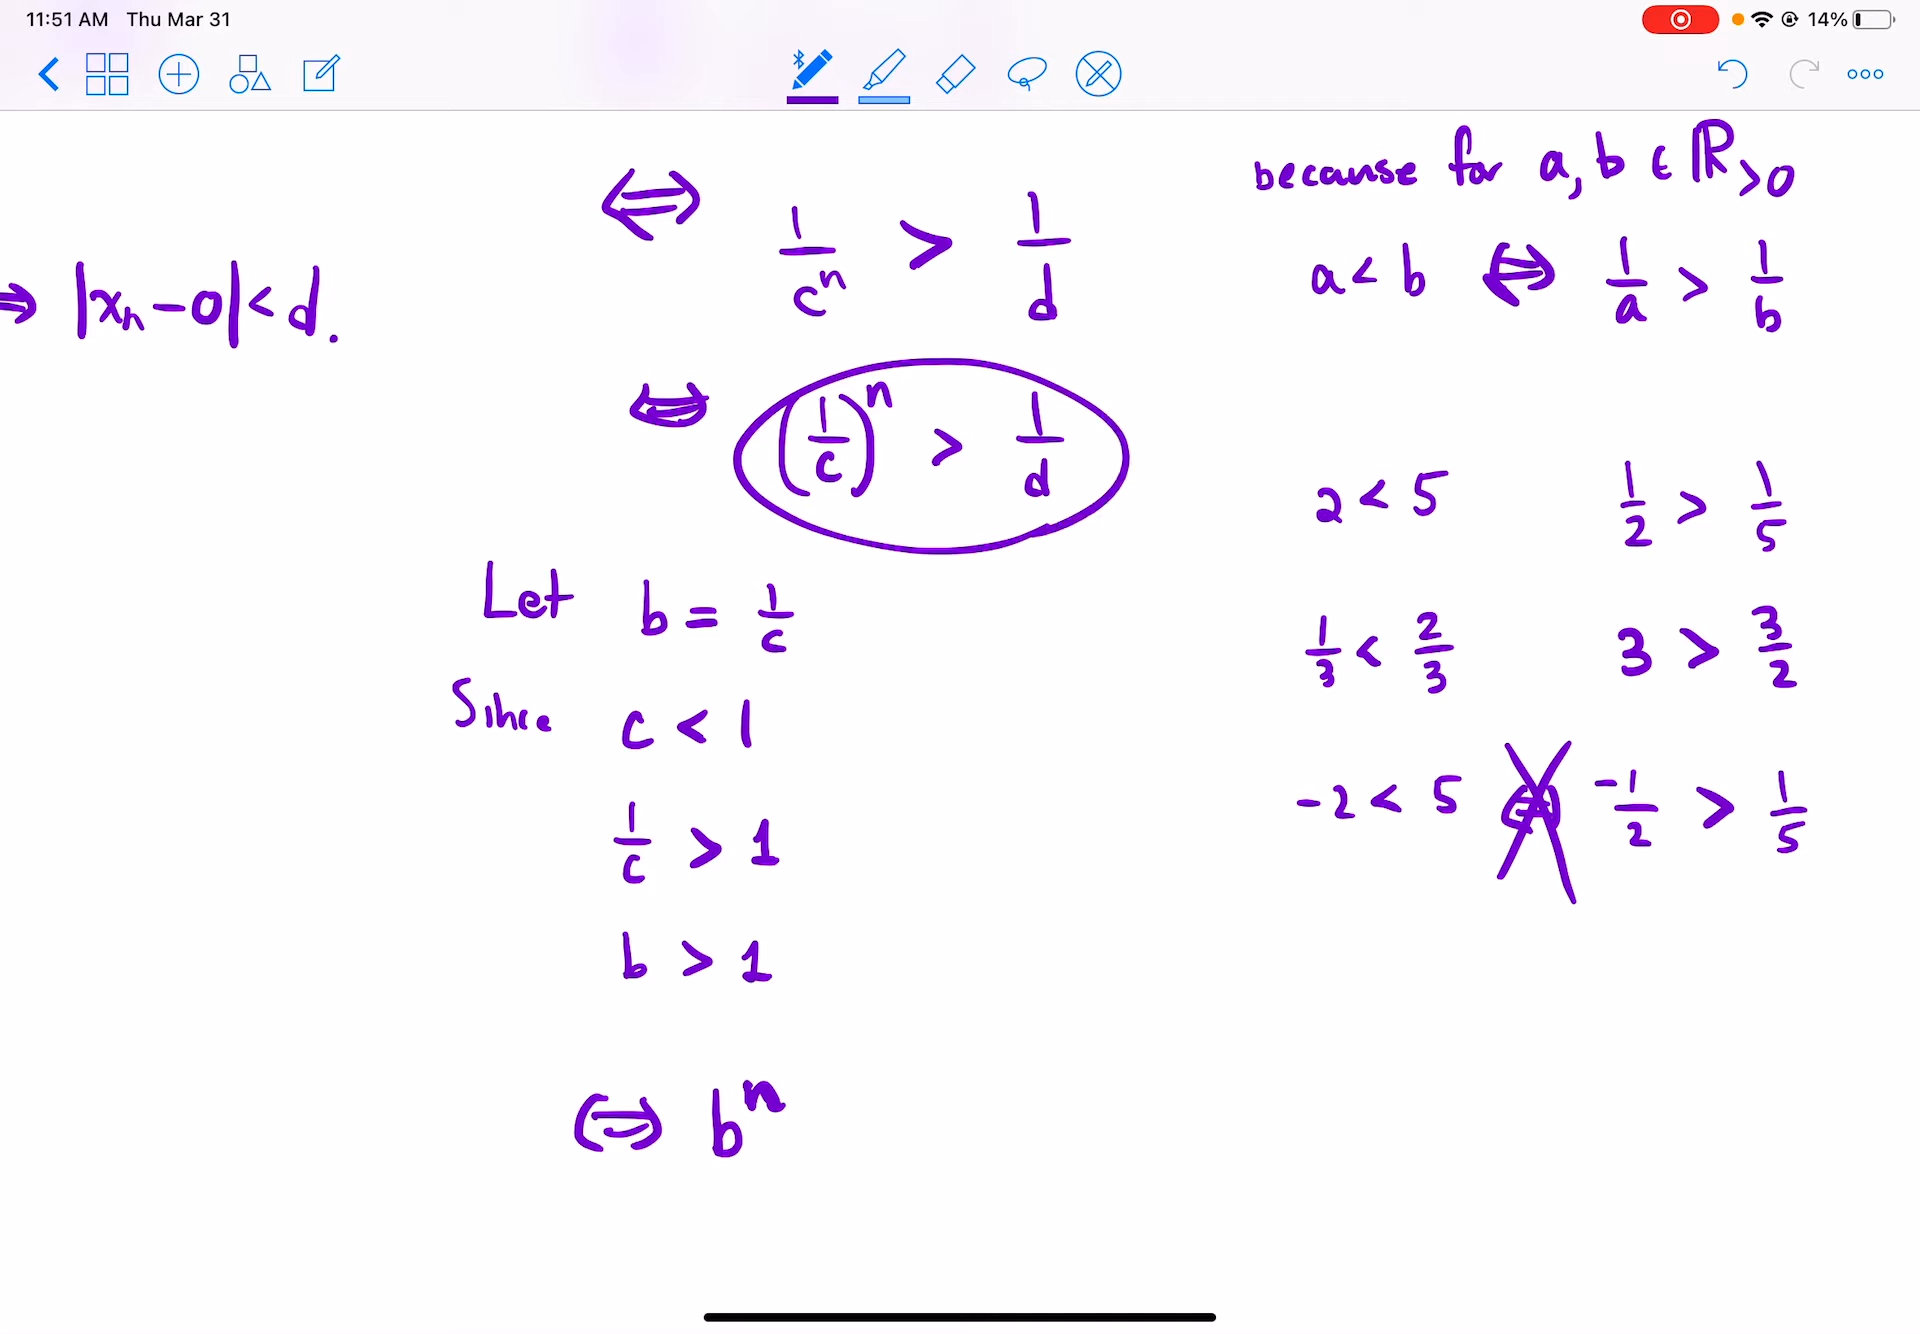 11:51 AM Thu Mar 31 14%
⇒ |xₙ - 0| < d.
⇔ 1/cⁿ > 1/d
⇔ (1/c)ⁿ > 1/d
Let b = 1/c
Since c < 1
1/c > 1
b > 1
⇔ bⁿ
because for a, b ∈ ℝ>0
a < b ⇔ 1/a > 1/b
2 < 5 1/2 > 1/5
1/3 < 2/3 3 > 3/2
-2 < 5 ⇔ -1/2 > 1/5